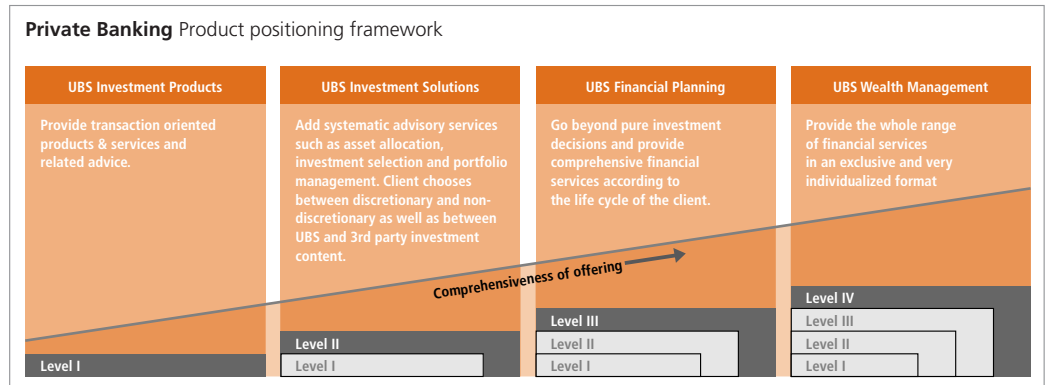 Private Banking Product positioning framework
UBS Investment Products
Provide transaction oriented
products & services and
related advice.
Level I
UBS Investment Solutions
Add systematic advisory services
such as asset allocation,
investment selection and portfolio
management. Client chooses
between discretionary and non-
discretionary as well as between
UBS and 3rd party investment
content.
Level II
Level I
UBS Financial Planning
Go beyond pure investment
decisions and provide
comprehensive financial
services according to
the life cycle of the client.
Level III
Level II
Level I
UBS Wealth Management
Provide the whole range
of financial services
in an exclusive and very
individualized format
Level IV
Level III
Level II
Level I
Comprehensiveness of offering